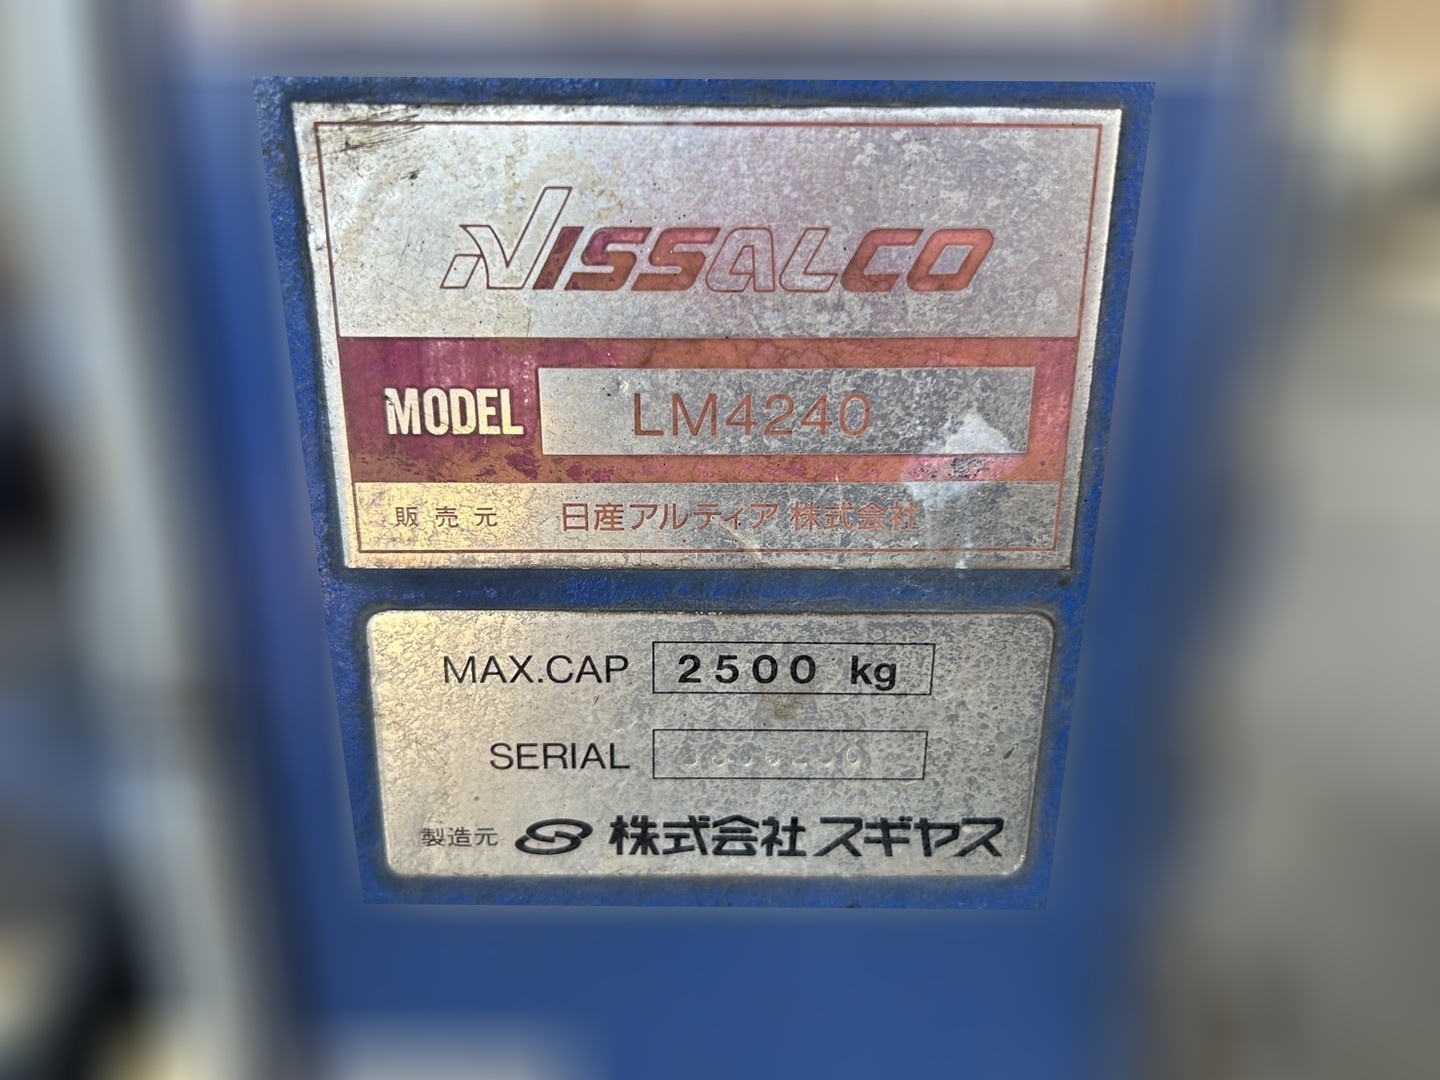 NISSALCO
MODEL LM4240
販売元 日産アルティア 株式会社
MAX.CAP 2500 kg
SERIAL
製造元 株式会社 スギヤス